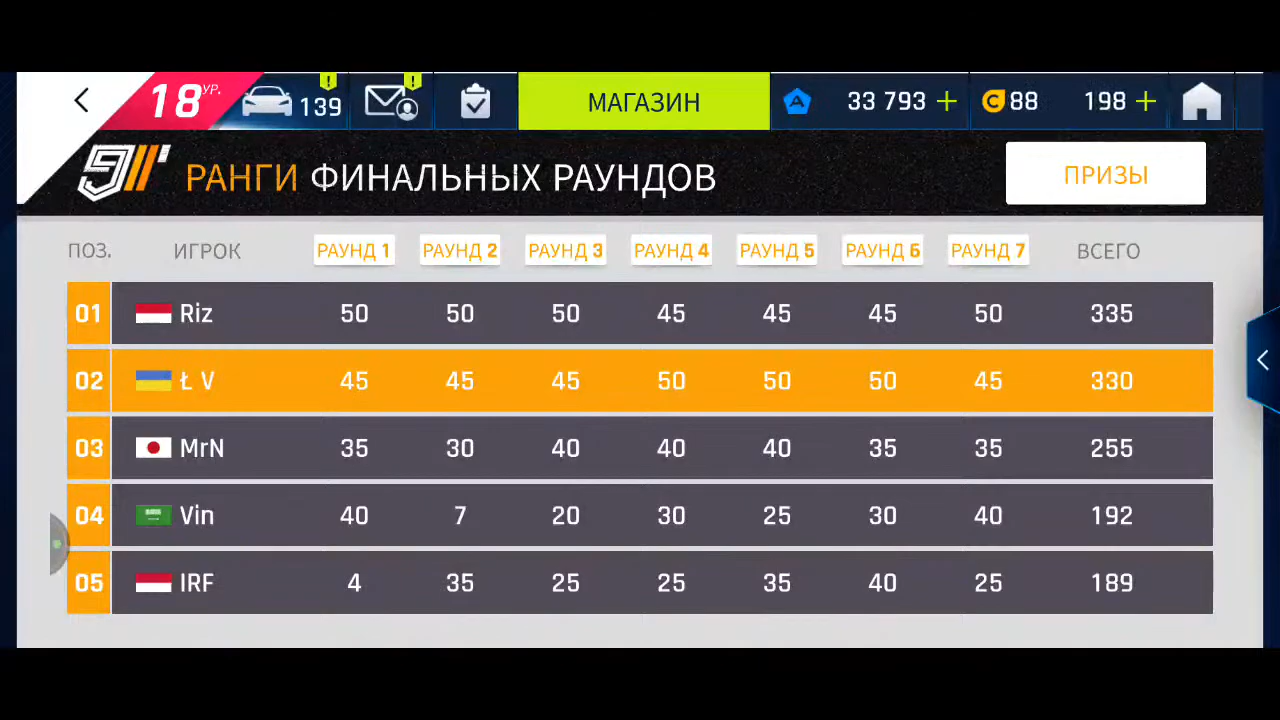 18 УР. 139 МАГАЗИН 33 793 + 88 198 +
9 РАНГИ ФИНАЛЬНЫХ РАУНДОВ ПРИЗЫ
ПОЗ. ИГРОК РАУНД 1 РАУНД 2 РАУНД 3 РАУНД 4 РАУНД 5 РАУНД 6 РАУНД 7 ВСЕГО
01 Riz 50 50 50 45 45 45 50 335
02 Ł V 45 45 45 50 50 50 45 330
03 MrN 35 30 40 40 40 35 35 255
04 Vin 40 7 20 30 25 30 40 192
05 IRF 4 35 25 25 35 40 25 189